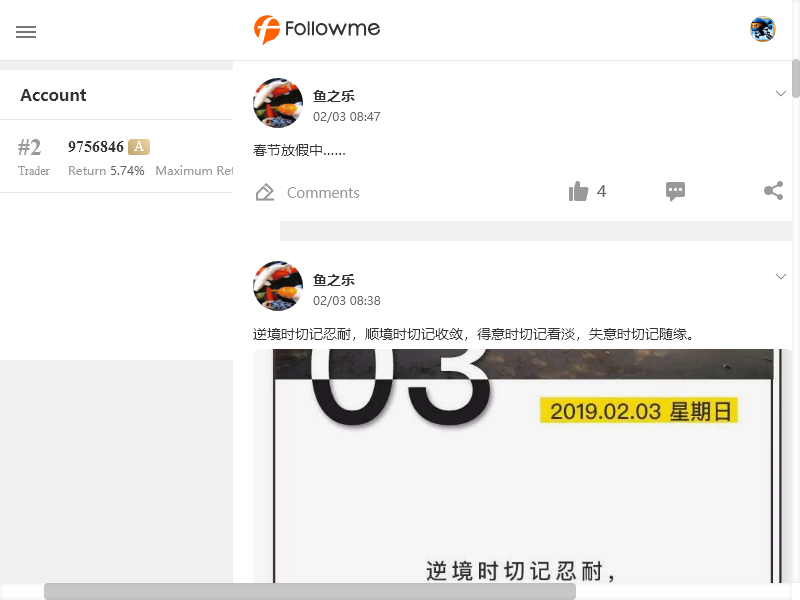 Followme
Account
#2
9756846 A
Trader
Return 5.74% Maximum Ret
鱼之乐
02/03 08:47
春节放假中......
Comments
4
鱼之乐
02/03 08:38
逆境时切记忍耐，顺境时切记收敛，得意时切记看淡，失意时切记随缘。
03
2019.02.03 星期日
逆境时切记忍耐，